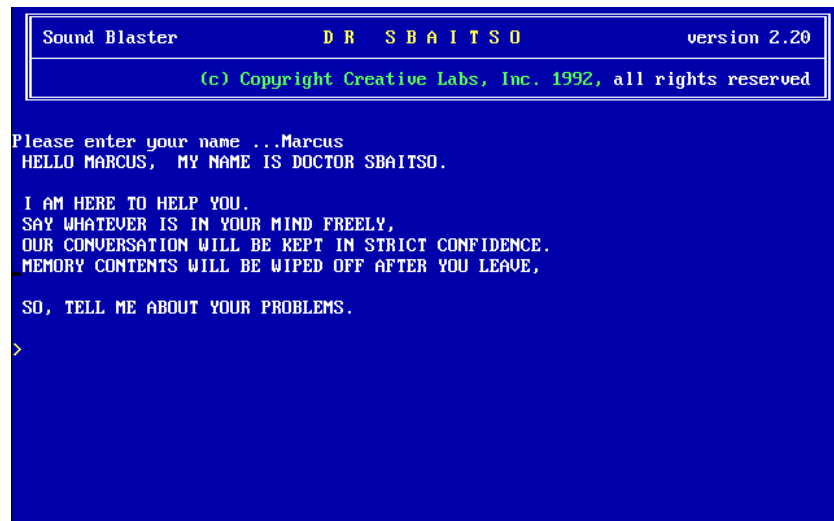 Sound Blaster D R S B A I T S O version 2.20
(c) Copyright Creative Labs, Inc. 1992, all rights reserved
Please enter your name ...Marcus
HELLO MARCUS, MY NAME IS DOCTOR SBAITSO.
I AM HERE TO HELP YOU.
SAY WHATEVER IS IN YOUR MIND FREELY,
OUR CONVERSATION WILL BE KEPT IN STRICT CONFIDENCE.
MEMORY CONTENTS WILL BE WIPED OFF AFTER YOU LEAVE,
SO, TELL ME ABOUT YOUR PROBLEMS.
>